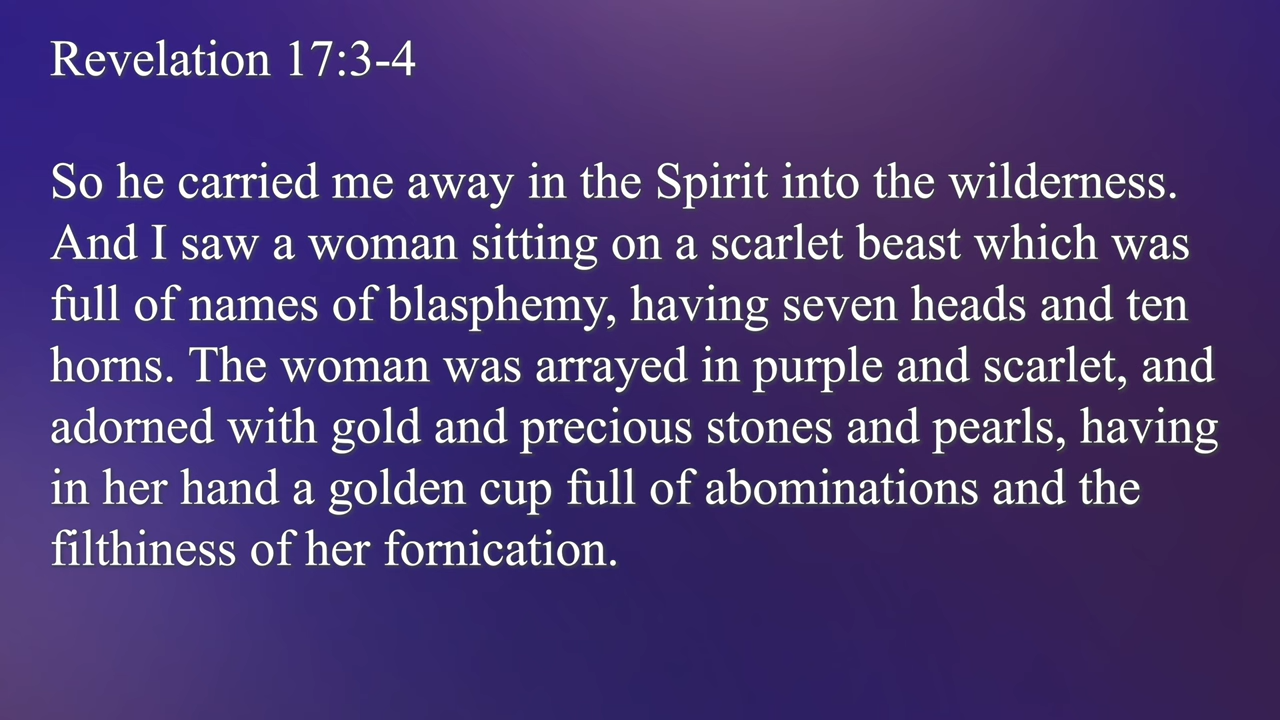 Revelation 17:3-4
So he carried me away in the Spirit into the wilderness.
And I saw a woman sitting on a scarlet beast which was
full of names of blasphemy, having seven heads and ten
horns. The woman was arrayed in purple and scarlet, and
adorned with gold and precious stones and pearls, having
in her hand a golden cup full of abominations and the
filthiness of her fornication.